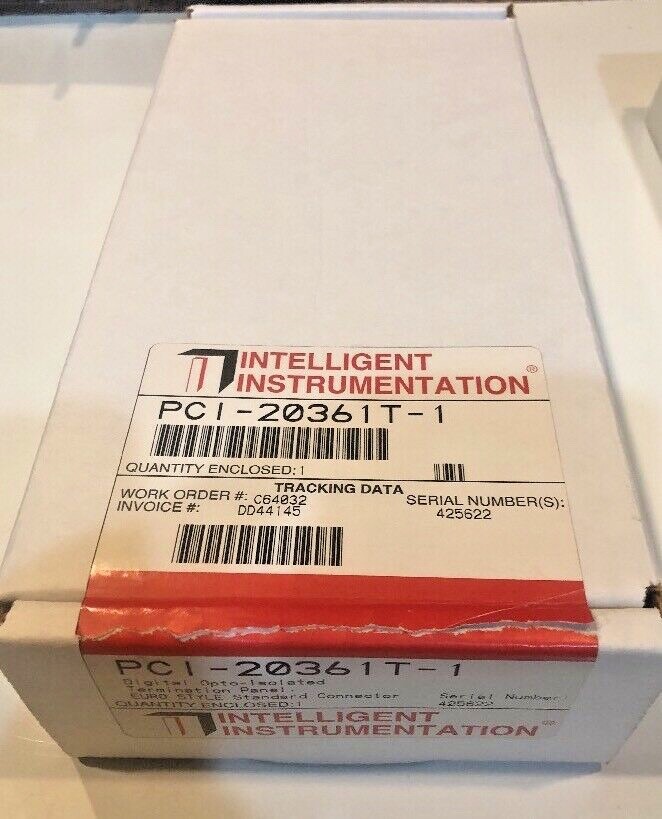 INTELLIGENT
INSTRUMENTATION®
PCI-20361T-1
QUANTITY ENCLOSED:1
TRACKING DATA
WORK ORDER #: C64032 SERIAL NUMBER(S):
INVOICE #: DD44145 425622
PCI-20361T-1
Digital Opto-Isolated
Termination Panel.
EURO STYLE Standard Connector Serial Number:
QUANTITY ENCLOSED:1 425622
INTELLIGENT
INSTRUMENTATION®